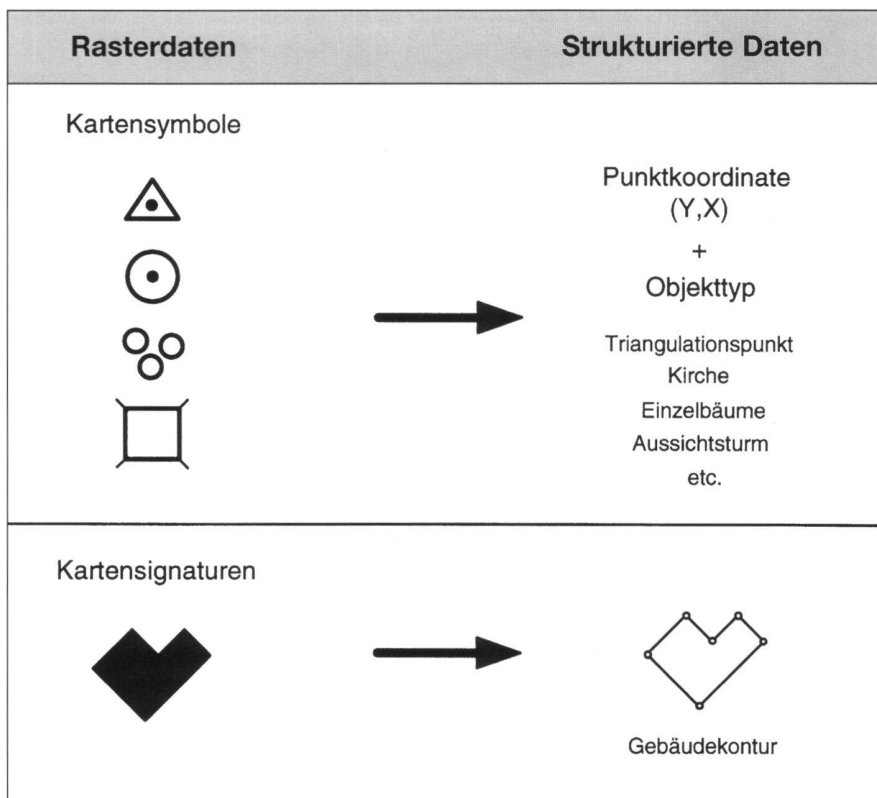 Rasterdaten
Strukturierte Daten
Kartensymbole
Punktkoordinate
(Y,X)
+
Objekttyp
Triangulationspunkt
Kirche
Einzelbäume
Aussichtsturm
etc.
Kartensignaturen
Gebäudekontur